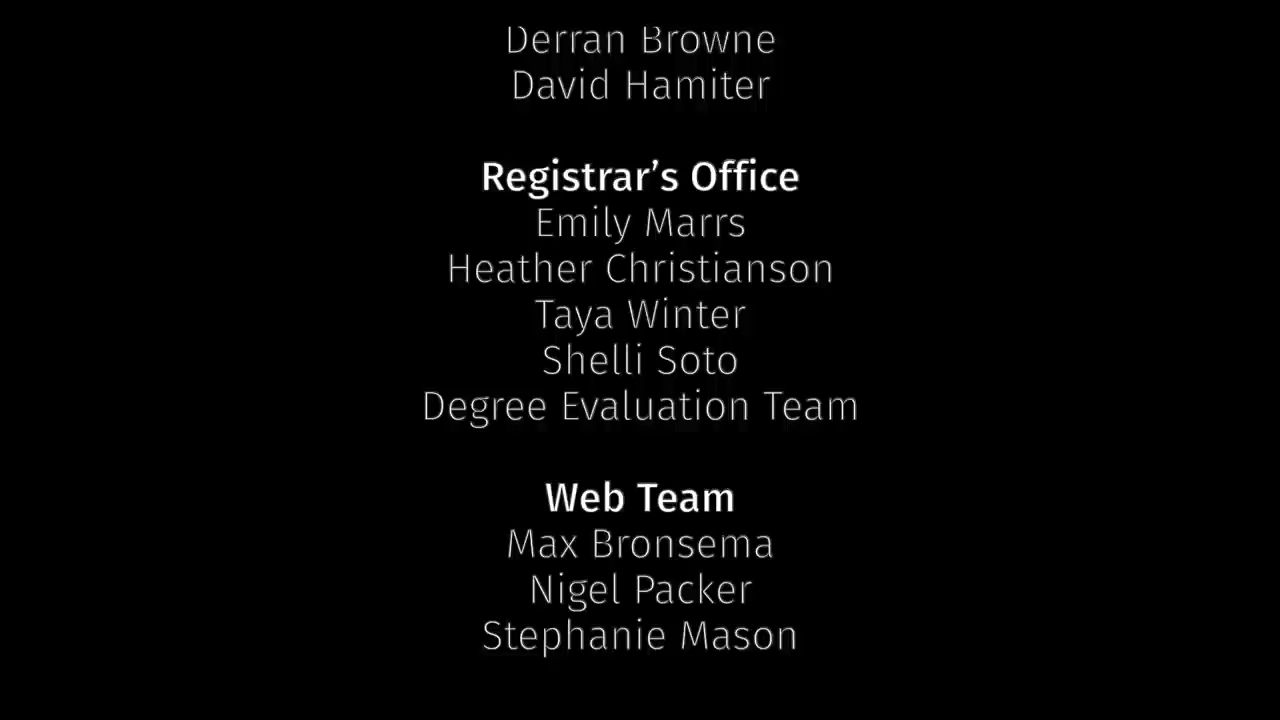 Derran Browne
David Hamiter
Registrar’s Office
Emily Marrs
Heather Christianson
Taya Winter
Shelli Soto
Degree Evaluation Team
Web Team
Max Bronsema
Nigel Packer
Stephanie Mason